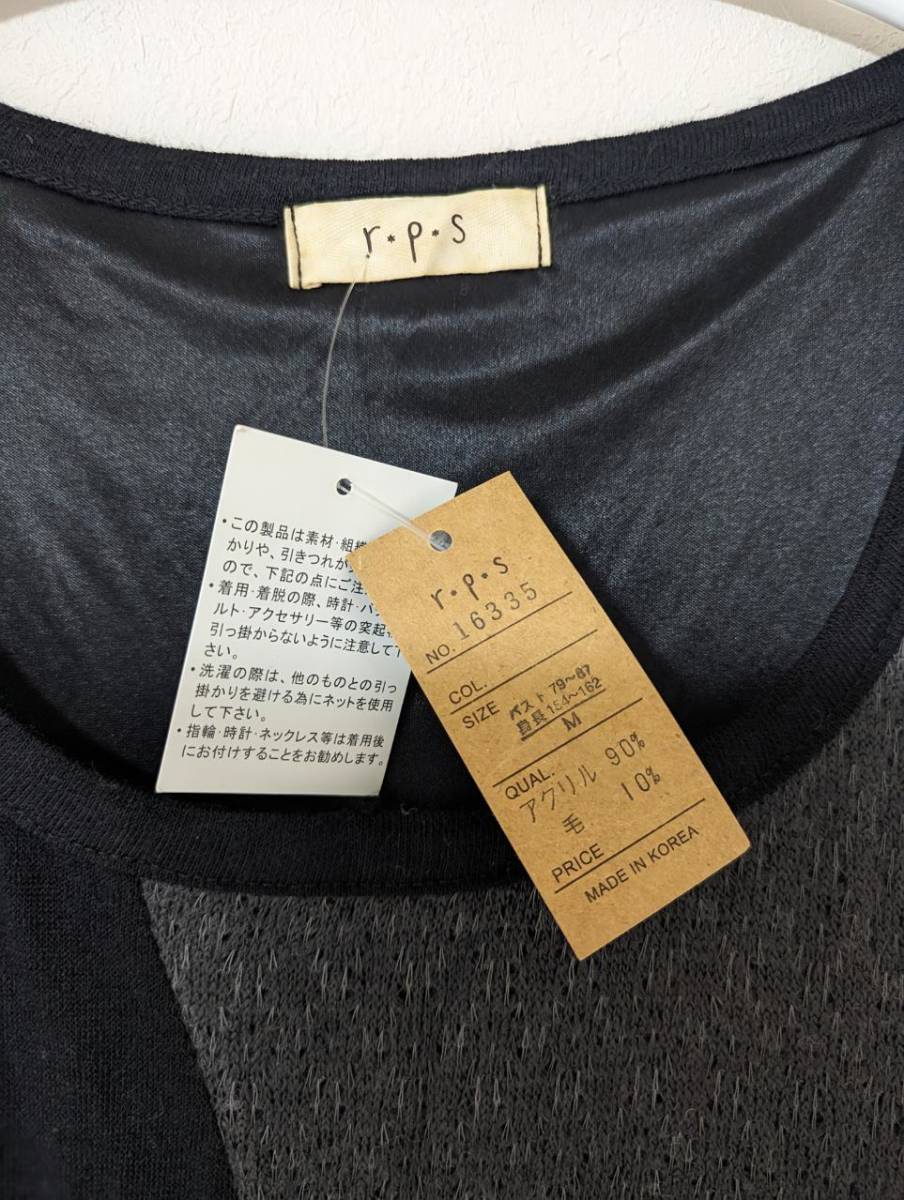 r*p*s
・この製品は素材・組織
かりや、引きつれが
ので、下記の点にご注
・着用・着脱の際、時計・バ
ルト・アクセサリー等の突起
引っ掛からないように注意して下
さい。
・洗濯の際は、他のものとの引っ
掛かりを避ける為にネットを使用
して下さい。
・指輪・時計・ネックレス等は着用後
にお付けすることをお勧めします。
r*p*s
NO. 16335
COL.
SIZE バスト 79〜87
身長 154〜162
M
QUAL.
アクリル 90%
毛 10%
PRICE
MADE IN KOREA